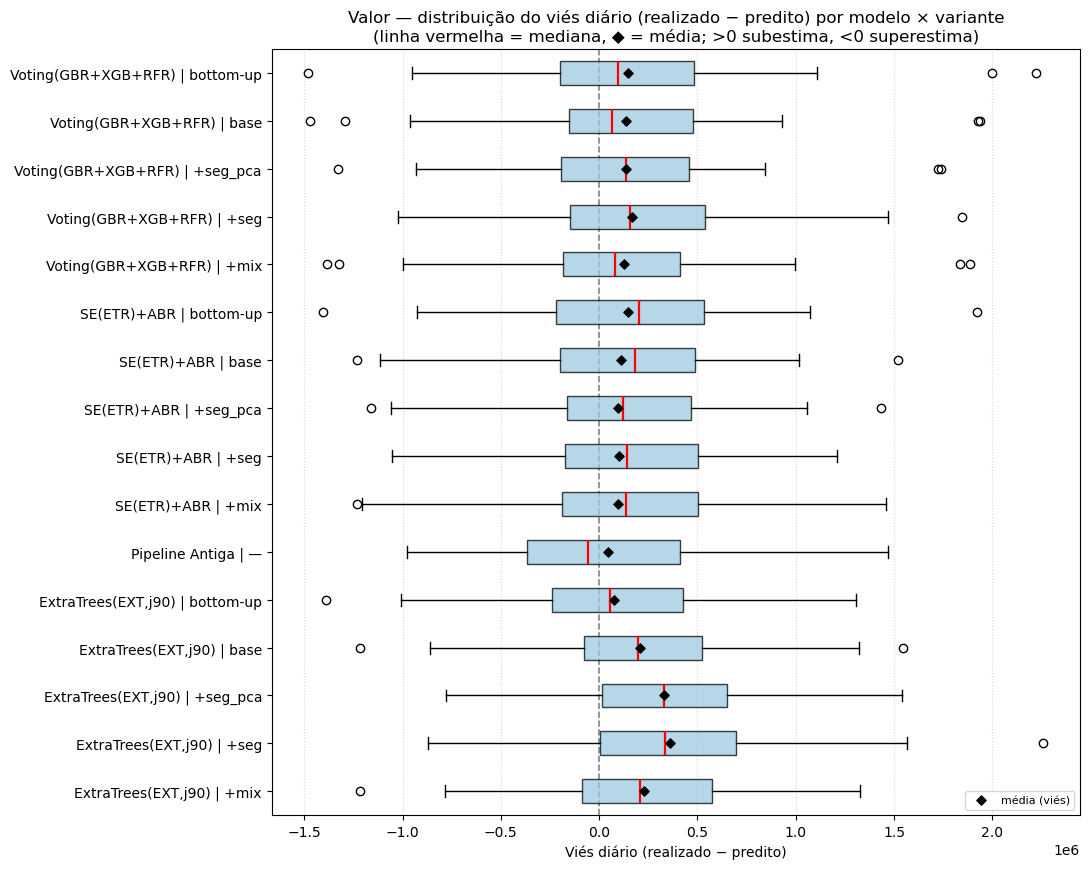 Valor — distribuição do viés diário (realizado − predito) por modelo × variante
(linha vermelha = mediana, ◆ = média; >0 subestima, <0 superestima)
Voting(GBR+XGB+RFR) | bottom-up
Voting(GBR+XGB+RFR) | base
Voting(GBR+XGB+RFR) | +seg_pca
Voting(GBR+XGB+RFR) | +seg
Voting(GBR+XGB+RFR) | +mix
SE(ETR)+ABR | bottom-up
SE(ETR)+ABR | base
SE(ETR)+ABR | +seg_pca
SE(ETR)+ABR | +seg
SE(ETR)+ABR | +mix
Pipeline Antiga | —
ExtraTrees(EXT,j90) | bottom-up
ExtraTrees(EXT,j90) | base
ExtraTrees(EXT,j90) | +seg_pca
ExtraTrees(EXT,j90) | +seg
ExtraTrees(EXT,j90) | +mix
◆ média (viés)
−1.5 −1.0 −0.5 0.0 0.5 1.0 1.5 2.0
1e6
Viés diário (realizado − predito)